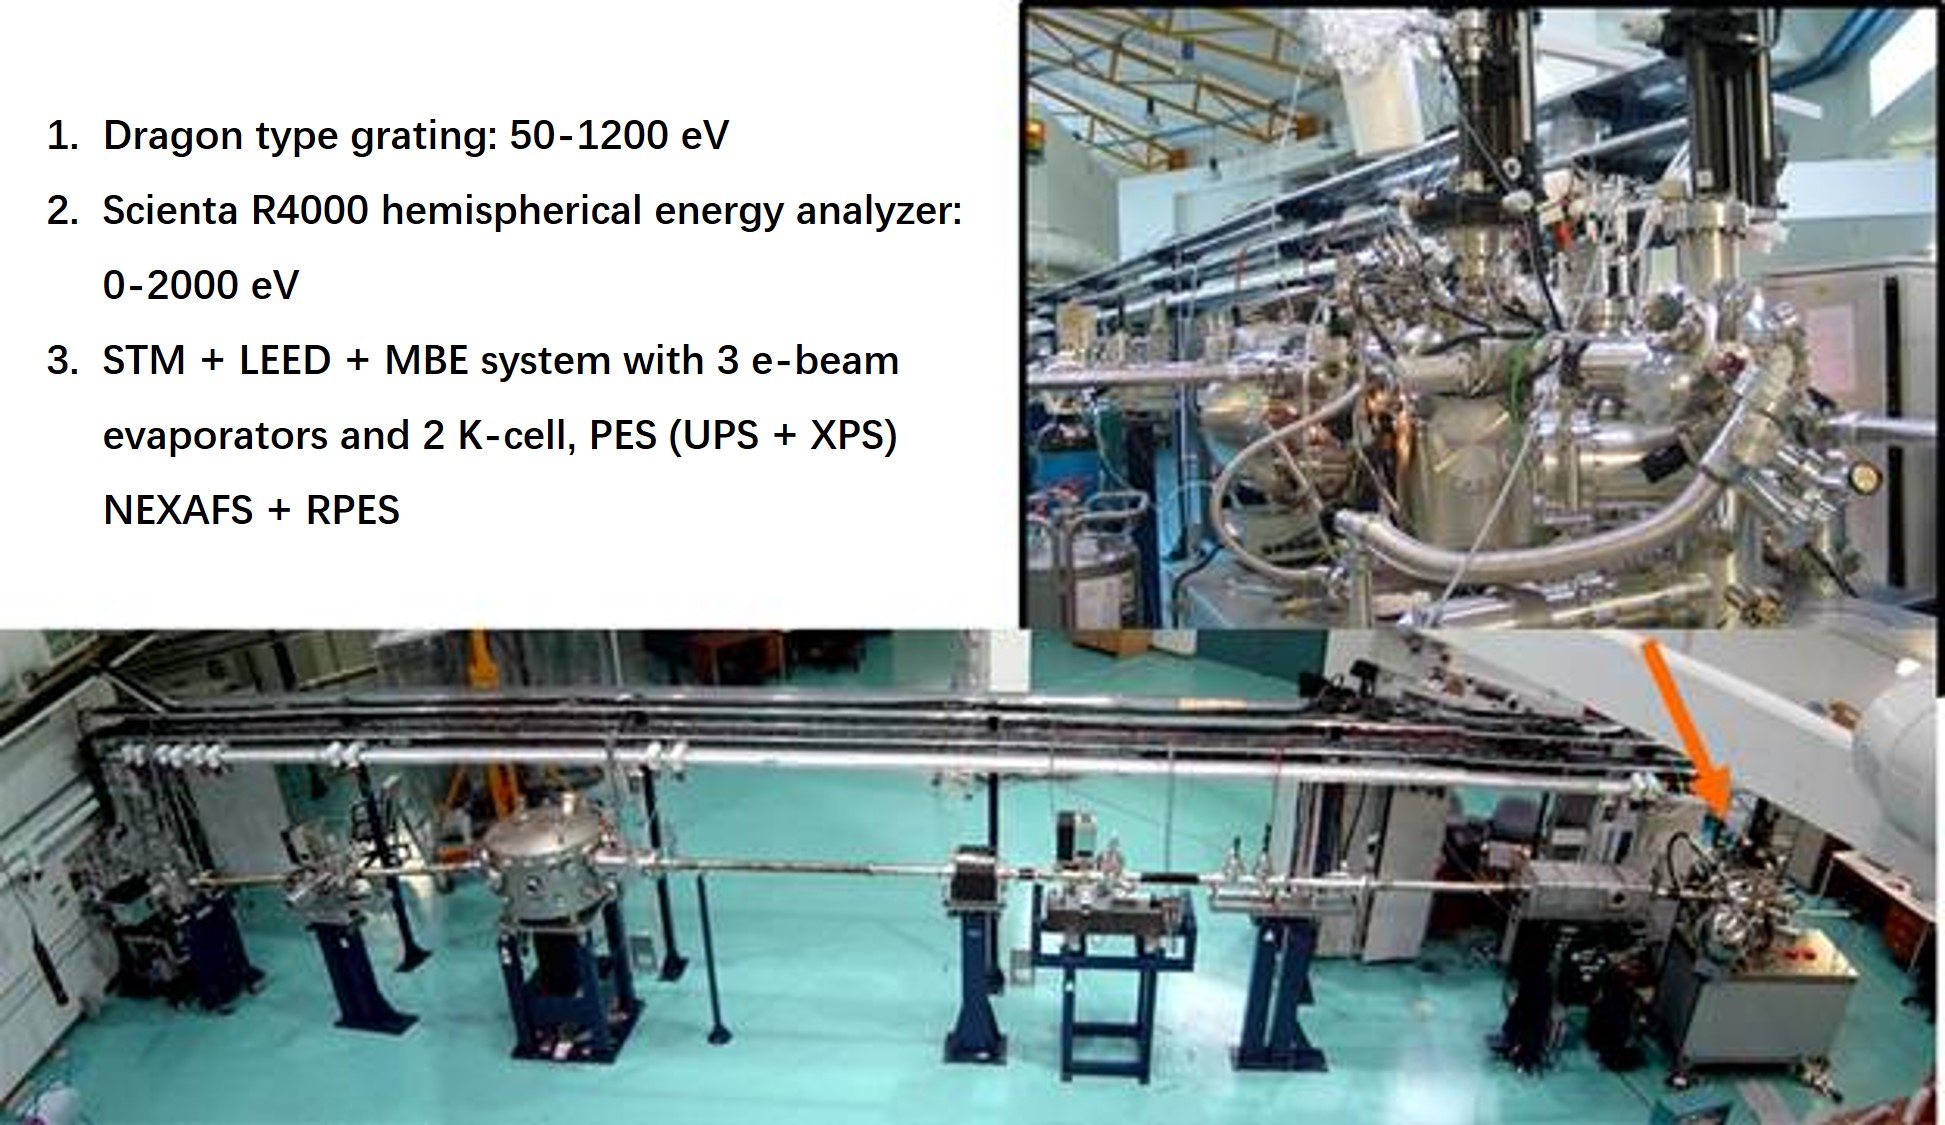 1. Dragon type grating: 50-1200 eV
2. Scienta R4000 hemispherical energy analyzer:
0-2000 eV
3. STM + LEED + MBE system with 3 e-beam
evaporators and 2 K-cell, PES (UPS + XPS)
NEXAFS + RPES